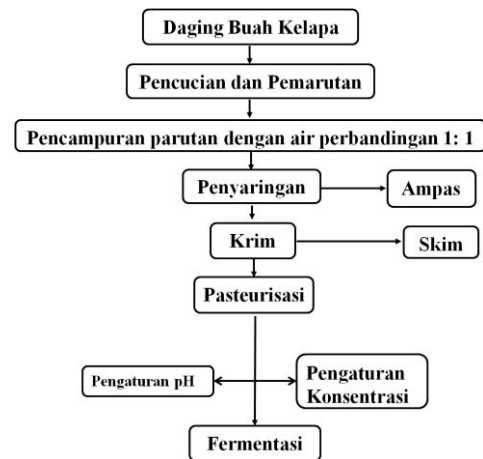 Daging Buah Kelapa
Pencucian dan Pemarutan
Pencampuran parutan dengan air perbandingan 1: 1
Penyaringan
Ampas
Krim
Skim
Pasteurisasi
Pengaturan pH
Pengaturan
Konsentrasi
Fermentasi